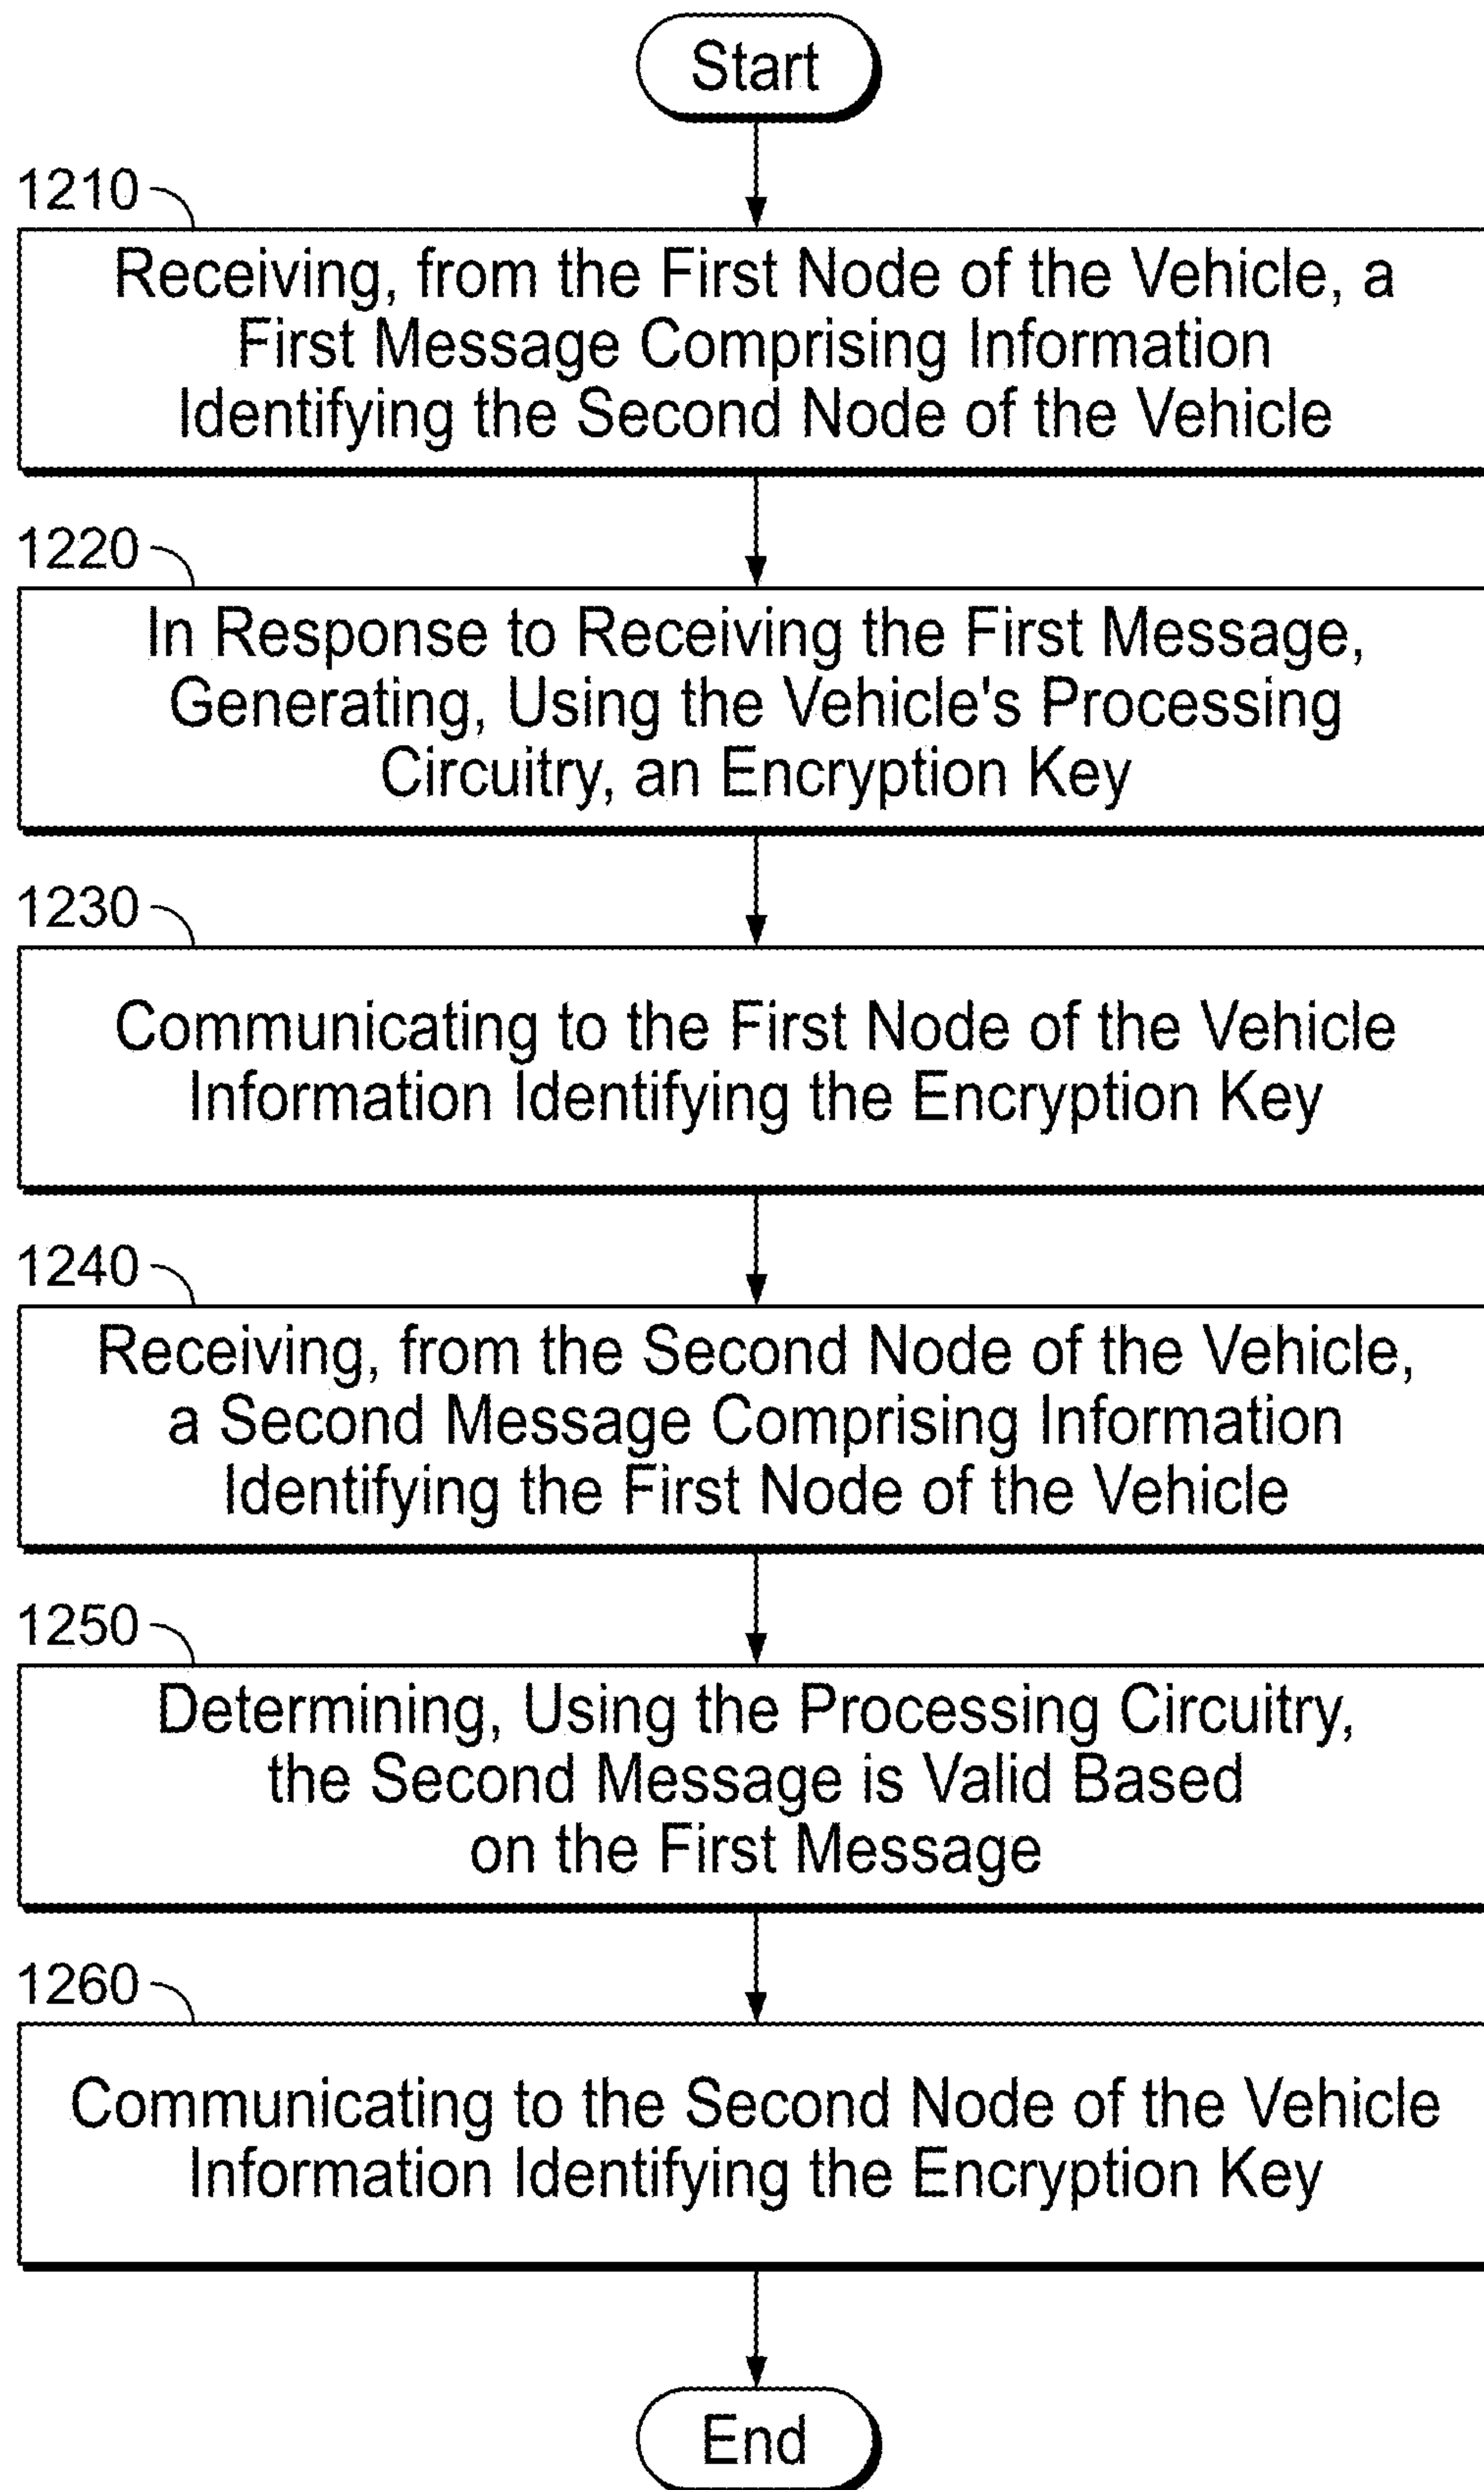 Start
1210
Receiving, from the First Node of the Vehicle, a
First Message Comprising Information
Identifying the Second Node of the Vehicle
1220
In Response to Receiving the First Message,
Generating, Using the Vehicle's Processing
Circuitry, an Encryption Key
1230
Communicating to the First Node of the Vehicle
Information Identifying the Encryption Key
1240
Receiving, from the Second Node of the Vehicle,
a Second Message Comprising Information
Identifying the First Node of the Vehicle
1250
Determining, Using the Processing Circuitry,
the Second Message is Valid Based
on the First Message
1260
Communicating to the Second Node of the Vehicle
Information Identifying the Encryption Key
End